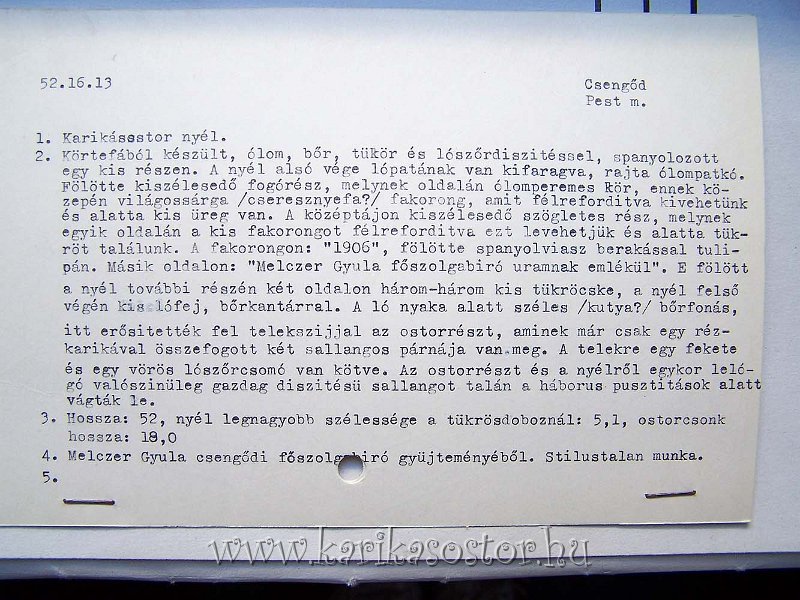 52.16.13
Csengőd
Pest m.
1. Karikásostor nyél.
2. Körtefából készült, ólom, bőr, tükör és lószőrdiszitéssel, spanyolozott
egy kis részen. A nyél alsó vége lópatának van kifaragva, rajta ólompatkó.
Fölötte kiszélesedő fogórész, melynek oldalán ólomperemes kör, ennek kö-
zepén világossárga /cseresznyefa?/ fakorong, amit félreforditva kivehetünk
és alatta kis üreg van. A középtájon kiszélesedő szögletes rész, melynek
egyik oldalán a kis fakorongot félreforditva ezt levehetjük és alatta tük-
röt találunk. A fakorongon: "1906", fölötte spanyolviasz berakással tuli-
pán. Másik oldalon: "Melczer Gyula főszolgabiró uramnak emlékül". E fölött
a nyél további részén két oldalon három-három kis tükröcske, a nyél felső
végén kis lófej, bőrkantárral. A ló nyaka alatt széles /kutya?/ bőrfonás,
itt erősitették fel telekszijjal az ostorrészt, aminek már csak egy réz-
karikával összefogott két sallangos párnája van meg. A telekre egy fekete
és egy vörös lószőrcsomó van kötve. Az ostorrészt és a nyélről egykor leló-
gó valószinüleg gazdag diszitésü sallangot talán a háborus pusztitások alatt
vágták le.
3. Hossza: 52, nyél legnagyobb szélessége a tükrösdoboznál: 5,1, ostorcsonk
hossza: 18,0
4. Melczer Gyula csengődi főszolgabiró gyüjteményéből. Stilustalan munka.
5.
www.karikasostor.hu